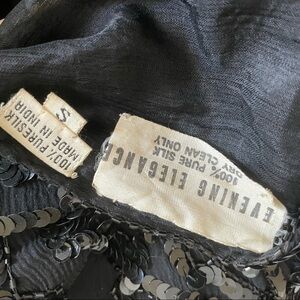 EVENING ELEGANCE
100% PURE SILK
DRY CLEAN ONLY
S
100% PURE SILK
MADE IN INDIA